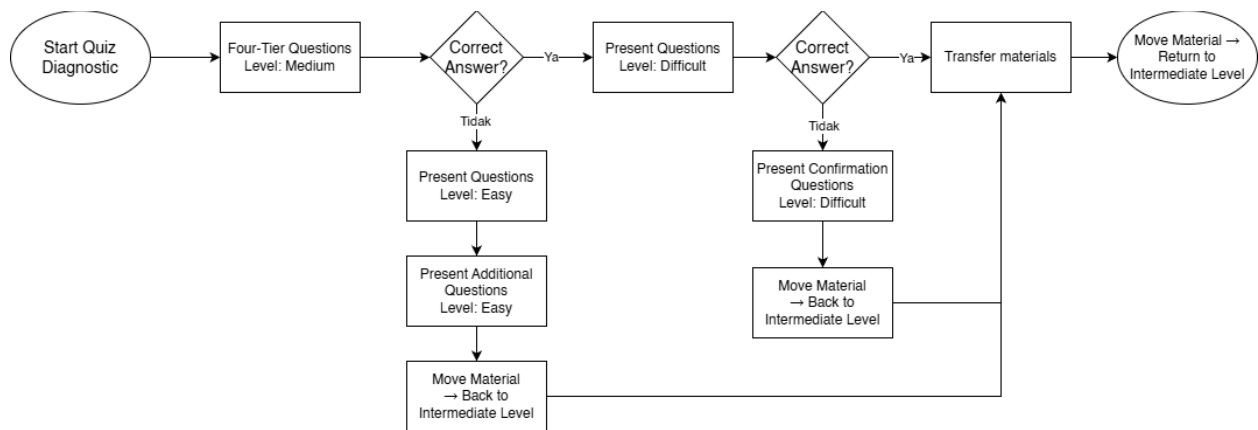 Start Quiz
Diagnostic
Four-Tier Questions
Level: Medium
Correct
Answer?
Ya
Present Questions
Level: Difficult
Correct
Answer?
Ya
Transfer materials
Move Material →
Return to
Intermediate Level
Tidak
Tidak
Present Questions
Level: Easy
Present Confirmation
Questions
Level: Difficult
Present Additional
Questions
Level: Easy
Move Material
→ Back to
Intermediate Level
Move Material
→ Back to
Intermediate Level